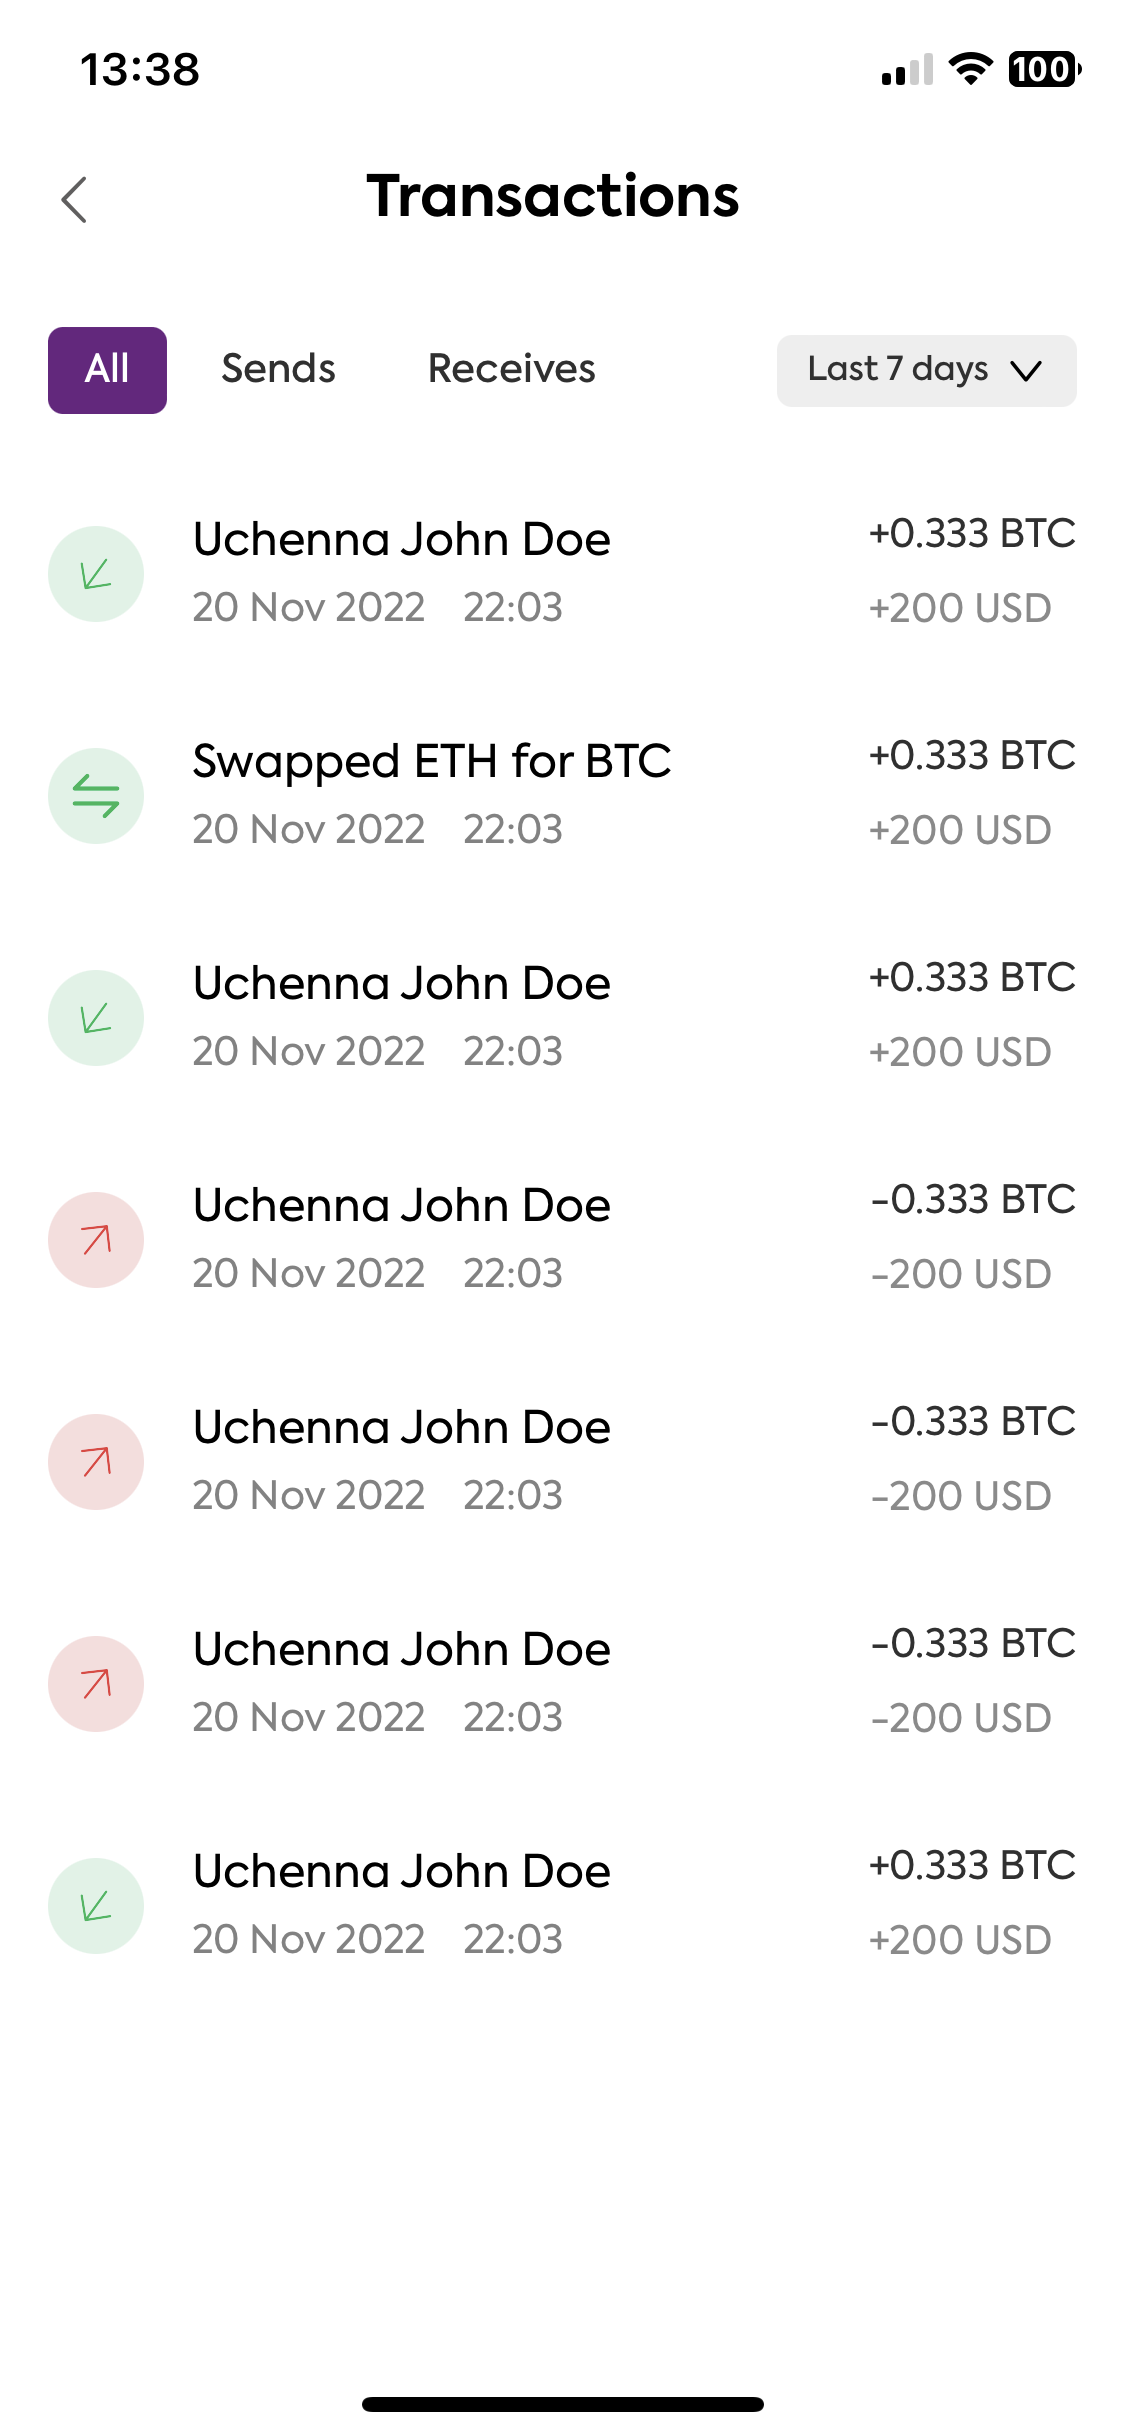 13:38
100
Transactions
All Sends Receives Last 7 days
Uchenna John Doe +0.333 BTC
20 Nov 2022 22:03 +200 USD
Swapped ETH for BTC +0.333 BTC
20 Nov 2022 22:03 +200 USD
Uchenna John Doe +0.333 BTC
20 Nov 2022 22:03 +200 USD
Uchenna John Doe -0.333 BTC
20 Nov 2022 22:03 -200 USD
Uchenna John Doe -0.333 BTC
20 Nov 2022 22:03 -200 USD
Uchenna John Doe -0.333 BTC
20 Nov 2022 22:03 -200 USD
Uchenna John Doe +0.333 BTC
20 Nov 2022 22:03 +200 USD